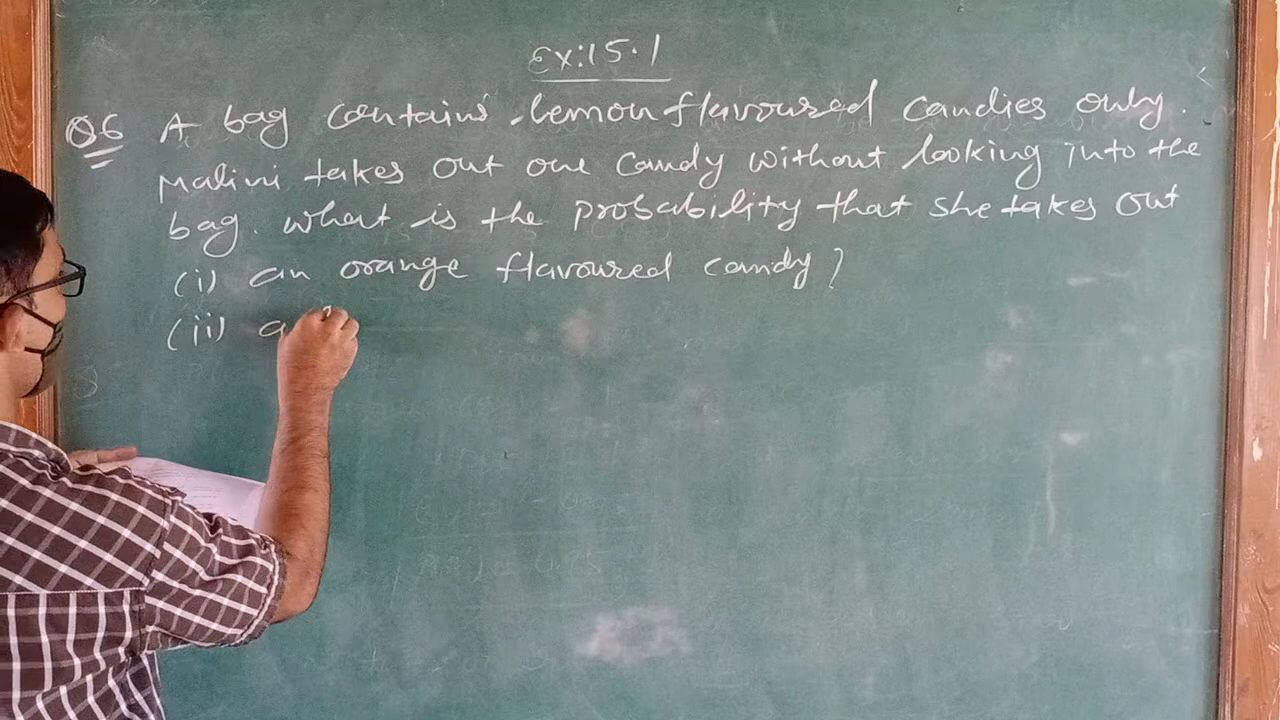 Ex:15.1
Q6 A bag contains lemon flavoured candies only.
Malini takes out one candy without looking into the
bag. what is the probability that she takes out
(i) an orange flavoured candy?
(ii) a